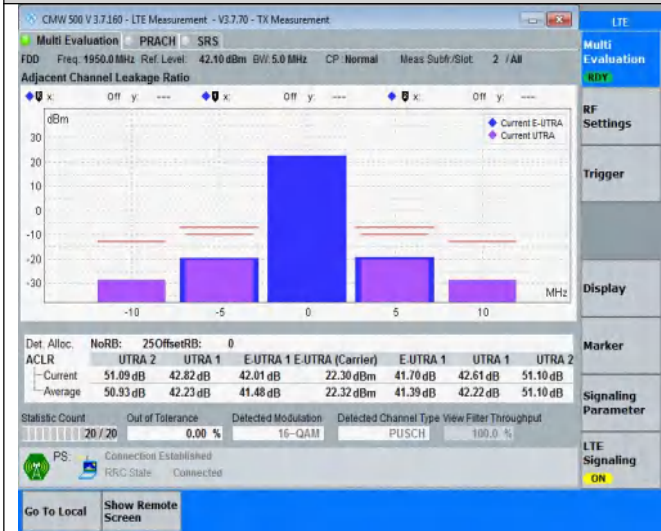 CMW 500 V 3.7.160 - LTE Measurement - V3.7.70 - TX Measurement
LTE
Multi Evaluation PRACH SRS
FDD Freq: 1950.0 MHz Ref. Level: 42.10 dBm BW: 5.0 MHz CP: Normal Meas Subfr./Slot: 2 / All
Adjacent Channel Leakage Ratio
x: Off y: --- x: Off y: --- x: Off y: ---
dBm
Current E-UTRA
Current UTRA
30
20
10
0
-10
-20
-30
MHz
-10 -5 0 5 10
Det. Alloc. NoRB: 25 OffsetRB: 0
ACLR UTRA 2 UTRA 1 E-UTRA 1 E-UTRA (Carrier) E-UTRA 1 UTRA 1 UTRA 2
Current 51.09 dB 42.82 dB 42.01 dB 22.30 dBm 41.70 dB 42.61 dB 51.10 dB
Average 50.93 dB 42.23 dB 41.48 dB 22.32 dBm 41.39 dB 42.22 dB 51.10 dB
Statistic Count Out of Tolerance Detected Modulation Detected Channel Type View Filter Throughput
20 / 20 0.00 % 16-QAM PUSCH 100.0 %
PS: Connection Established
RRC State Connected
Multi
Evaluation
RDY
RF
Settings
Trigger
Display
Marker
Signaling
Parameter
LTE
Signaling
ON
Go To Local Show Remote
Screen